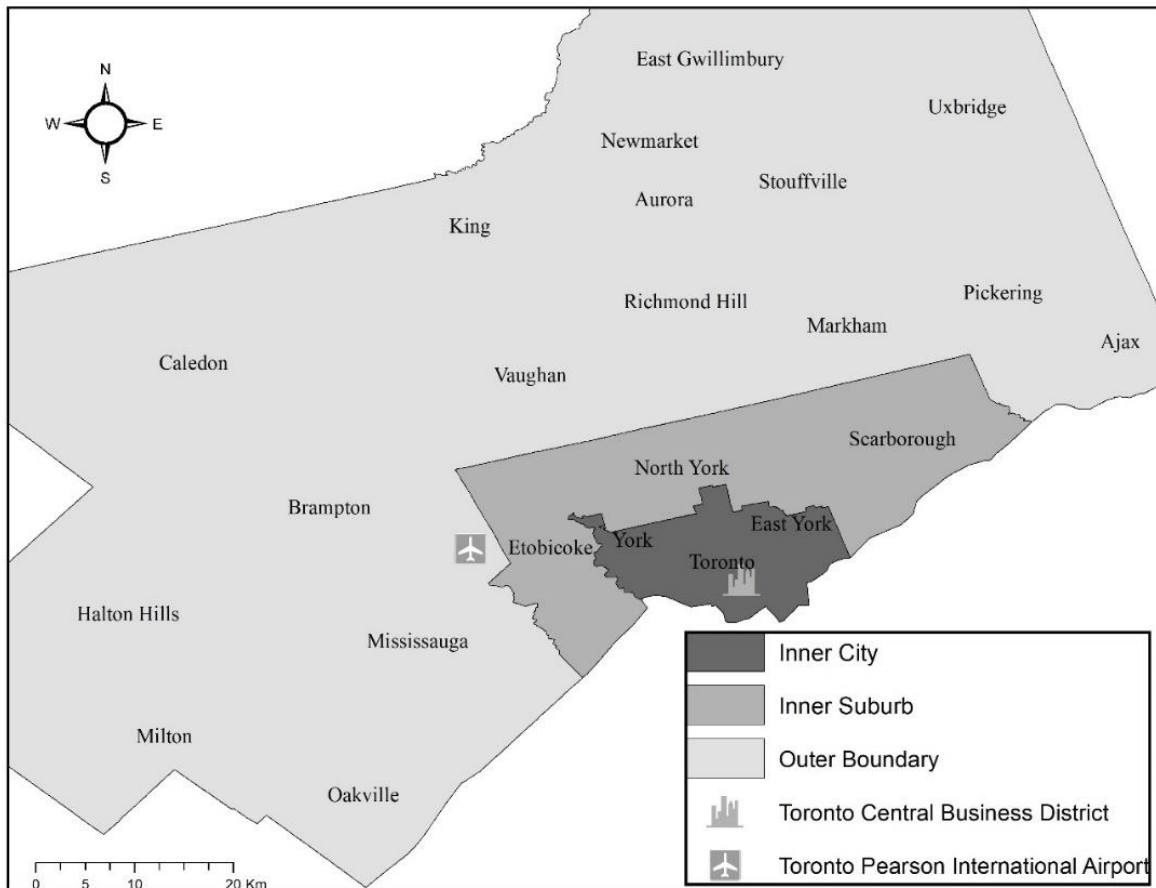 East Gwillimbury
N
Uxbridge
W E
Newmarket
S
Stouffville
Aurora
King
Pickering
Richmond Hill
Markham
Ajax
Caledon
Vaughan
Scarborough
North York
Brampton
East York
York
Etobicoke
Toronto
Halton Hills
Mississauga
Inner City
Inner Suburb
Milton
Outer Boundary
Oakville
Toronto Central Business District
Toronto Pearson International Airport
0 5 10 20 Km